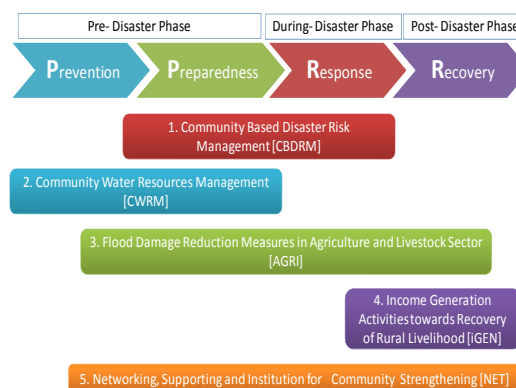 Pre- Disaster Phase
During- Disaster Phase
Post- Disaster Phase
Prevention
Preparedness
Response
Recovery
1. Community Based Disaster Risk
Management [CBDRM]
2. Community Water Resources Management
[CWRM]
3. Flood Damage Reduction Measures in Agriculture and Livestock Sector
[AGRI]
4. Income Generation
Activities towards Recovery
of Rural Livelihood [iGEN]
5. Networking, Supporting and Institution for Community Strengthening [NET]